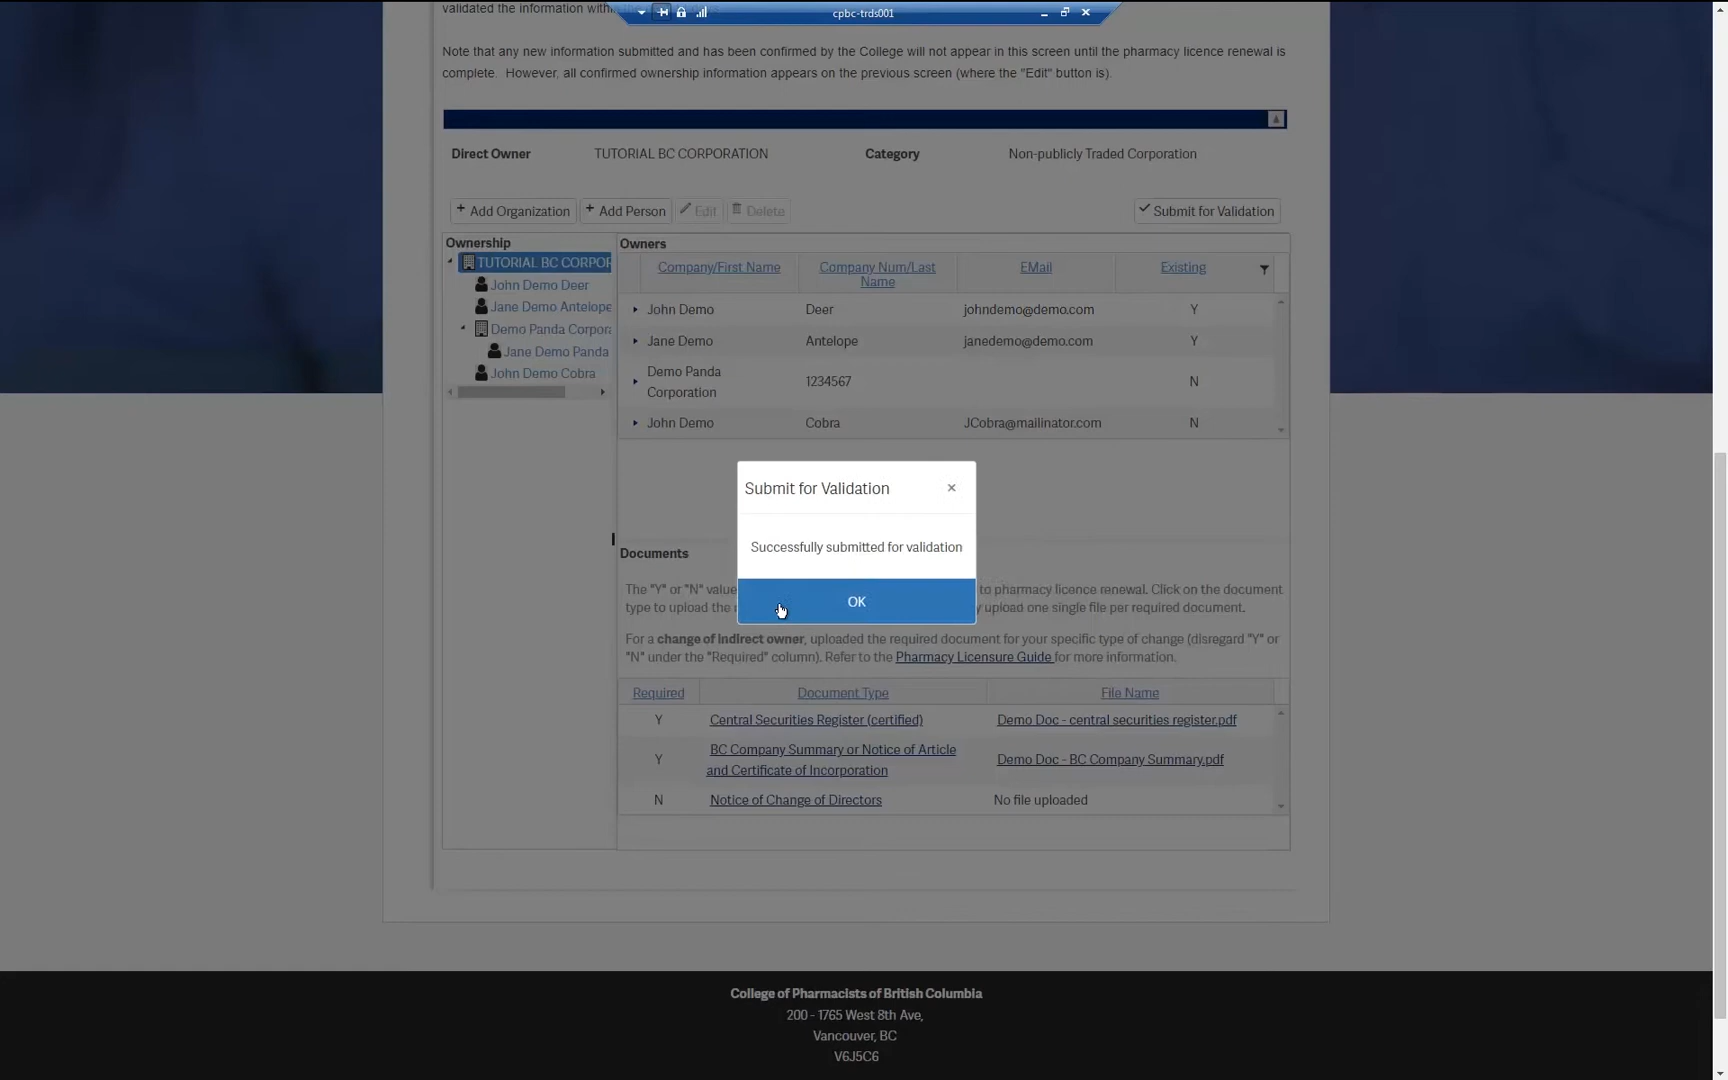 validated the information within
cpbc-trds001
Note that any new information submitted and has been confirmed by the College will not appear in this screen until the pharmacy licence renewal is
complete. However, all confirmed ownership information appears on the previous screen (where the "Edit" button is).
Direct Owner TUTORIAL BC CORPORATION Category Non-publicly Traded Corporation
+ Add Organization + Add Person Edit Delete Submit for Validation
Ownership
TUTORIAL BC CORPOR
John Demo Deer
Jane Demo Antelope
Demo Panda Corpora
Jane Demo Panda
John Demo Cobra
Owners
Company/First Name Company Num/Last Name EMail Existing
John Demo Deer johndemo@demo.com Y
Jane Demo Antelope janedemo@demo.com Y
Demo Panda
Corporation 1234567 N
John Demo Cobra JCobra@mailinator.com N
Submit for Validation ×
Successfully submitted for validation
OK
Documents
The "Y" or "N" value to pharmacy licence renewal. Click on the document
type to upload the upload one single file per required document.
For a change of indirect owner, uploaded the required document for your specific type of change (disregard "Y" or
"N" under the "Required" column). Refer to the Pharmacy Licensure Guide for more information.
Required Document Type File Name
Y Central Securities Register (certified) Demo Doc - central securities register.pdf
Y BC Company Summary or Notice of Article
and Certificate of Incorporation Demo Doc - BC Company Summary.pdf
N Notice of Change of Directors No file uploaded
College of Pharmacists of British Columbia
200 - 1765 West 8th Ave,
Vancouver, BC
V6J5C6